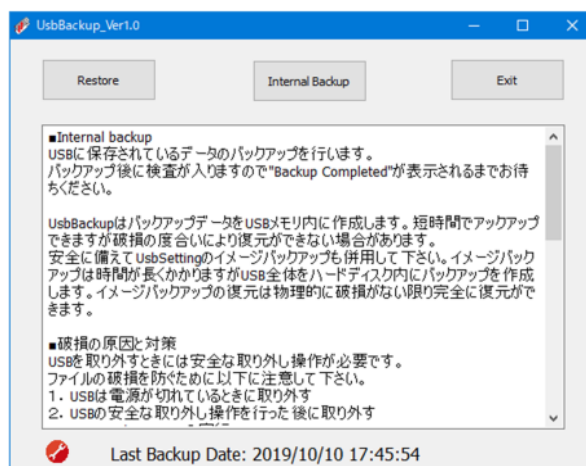 UsbBackup_Ver1.0
Restore
Internal Backup
Exit
■Internal backup
USBに保存されているデータのバックアップを行います。
バックアップ後に検査が入りますので"Backup Completed"が表示されるまでお待
ちください。
UsbBackupはバックアップデータをUSBメモリ内に作成します。短時間でアックアップ
できますが破損の度合いにより復元ができない場合があります。
安全に備えてUsbSettingのイメージバックアップも併用して下さい。イメージバック
アップは時間が長くかかりますがUSB全体をハードディスク内にバックアップを作成
します。イメージバックアップの復元は物理的に破損がない限り完全に復元がで
きます。
■破損の原因と対策
USBを取り外すときには安全な取り外し操作が必要です。
ファイルの破損を防ぐために以下に注意して下さい。
1. USBは電源が切れているときに取り外す
2. USBの安全な取り外し操作を行った後に取り外す
Last Backup Date: 2019/10/10 17:45:54